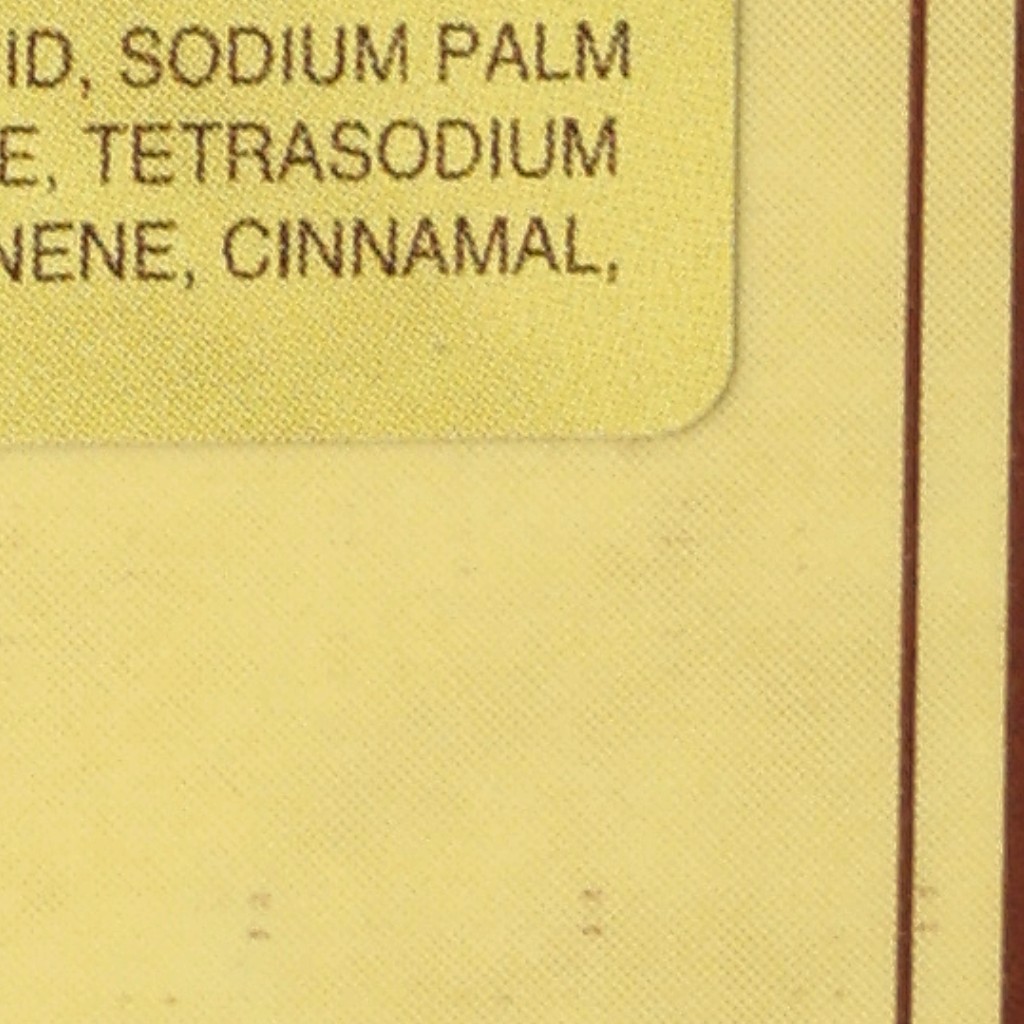 ID, SODIUM PALM
E, TETRASODIUM
NENE, CINNAMAL,